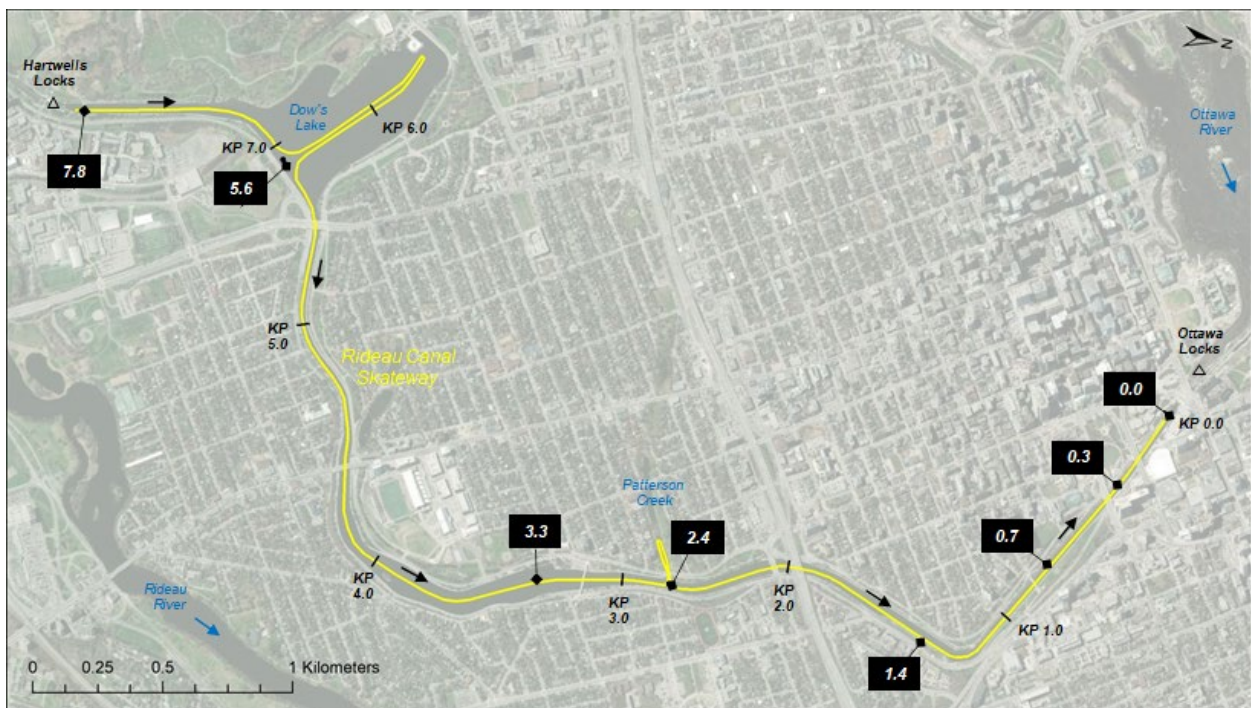 N
Hartwells
Locks
Dow's
Lake
KP 6.0
KP 7.0
7.8
5.6
Ottawa
River
KP
5.0
Rideau Canal
Skateway
Ottawa
Locks
0.0
KP 0.0
0.3
Patterson
Creek
3.3
2.4
0.7
KP
4.0
KP
3.0
KP
2.0
KP 1.0
Rideau
River
1.4
0 0.25 0.5 1 Kilometers